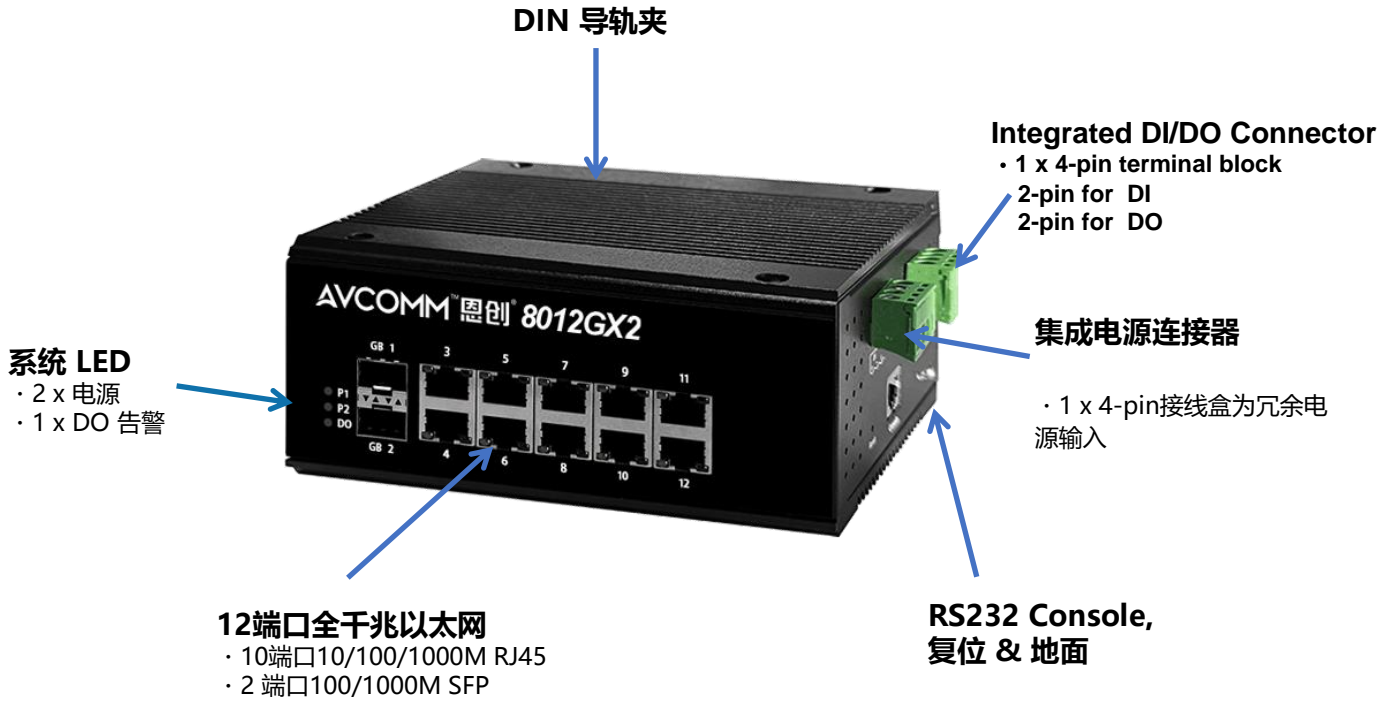 DIN 导轨夹
Integrated DI/DO Connector
· 1 x 4-pin terminal block
2-pin for DI
2-pin for DO
AVCOMM™ 恩创® 8012GX2
系统 LED
· 2 x 电源
· 1 x DO 告警
集成电源连接器
· 1 x 4-pin接线盒为冗余电
源输入
GB 1
3
5
7
9
11
P1
P2
DO
GB 2
4
6
8
10
12
12端口全千兆以太网
· 10端口10/100/1000M RJ45
· 2 端口100/1000M SFP
RS232 Console,
复位 & 地面